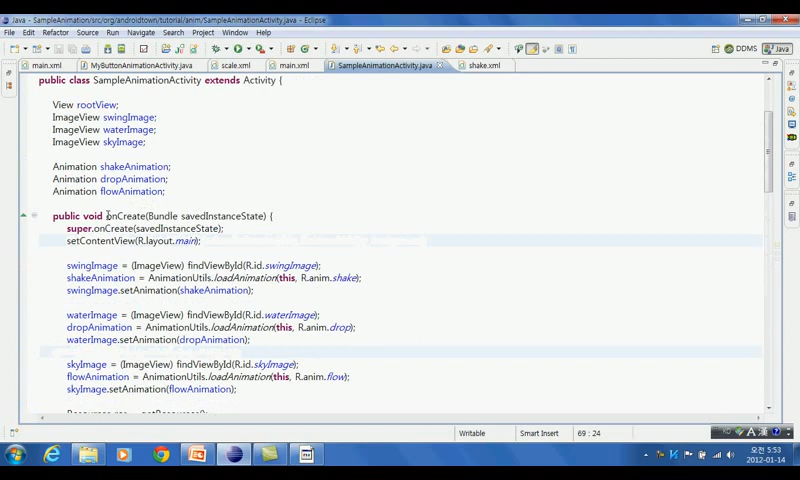 Java - SampleAnimation/src/org/androidtown/tutorial/anim/SampleAnimationActivity.java - Eclipse
File Edit Refactor Source Navigate Search Project Run Window Help
DDMS Java
main.xml MyButtonAnimationActivity.java scale.xml main.xml SampleAnimationActivity.java shake.xml
public class SampleAnimationActivity extends Activity {
View rootView;
ImageView swingImage;
ImageView waterImage;
ImageView skyImage;
Animation shakeAnimation;
Animation dropAnimation;
Animation flowAnimation;
public void onCreate(Bundle savedInstanceState) {
super.onCreate(savedInstanceState);
setContentView(R.layout.main);
swingImage = (ImageView) findViewById(R.id.swingImage);
shakeAnimation = AnimationUtils.loadAnimation(this, R.anim.shake);
swingImage.setAnimation(shakeAnimation);
waterImage = (ImageView) findViewById(R.id.waterImage);
dropAnimation = AnimationUtils.loadAnimation(this, R.anim.drop);
waterImage.setAnimation(dropAnimation);
skyImage = (ImageView) findViewById(R.id.skyImage);
flowAnimation = AnimationUtils.loadAnimation(this, R.anim.flow);
skyImage.setAnimation(flowAnimation);
Resources res = getResources();
Writable Smart Insert 69 : 24
A 漢
오전 5:53
2012-01-14